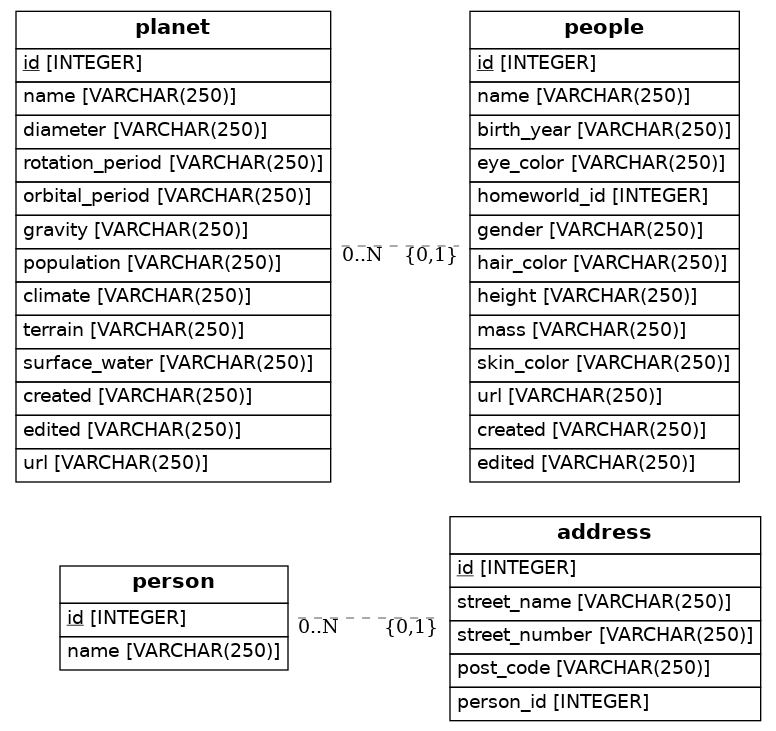 planet
id [INTEGER]
name [VARCHAR(250)]
diameter [VARCHAR(250)]
rotation_period [VARCHAR(250)]
orbital_period [VARCHAR(250)]
gravity [VARCHAR(250)]
population [VARCHAR(250)]
climate [VARCHAR(250)]
terrain [VARCHAR(250)]
surface_water [VARCHAR(250)]
created [VARCHAR(250)]
edited [VARCHAR(250)]
url [VARCHAR(250)]
0..N {0,1}
people
id [INTEGER]
name [VARCHAR(250)]
birth_year [VARCHAR(250)]
eye_color [VARCHAR(250)]
homeworld_id [INTEGER]
gender [VARCHAR(250)]
hair_color [VARCHAR(250)]
height [VARCHAR(250)]
mass [VARCHAR(250)]
skin_color [VARCHAR(250)]
url [VARCHAR(250)]
created [VARCHAR(250)]
edited [VARCHAR(250)]
person
id [INTEGER]
name [VARCHAR(250)]
0..N {0,1}
address
id [INTEGER]
street_name [VARCHAR(250)]
street_number [VARCHAR(250)]
post_code [VARCHAR(250)]
person_id [INTEGER]